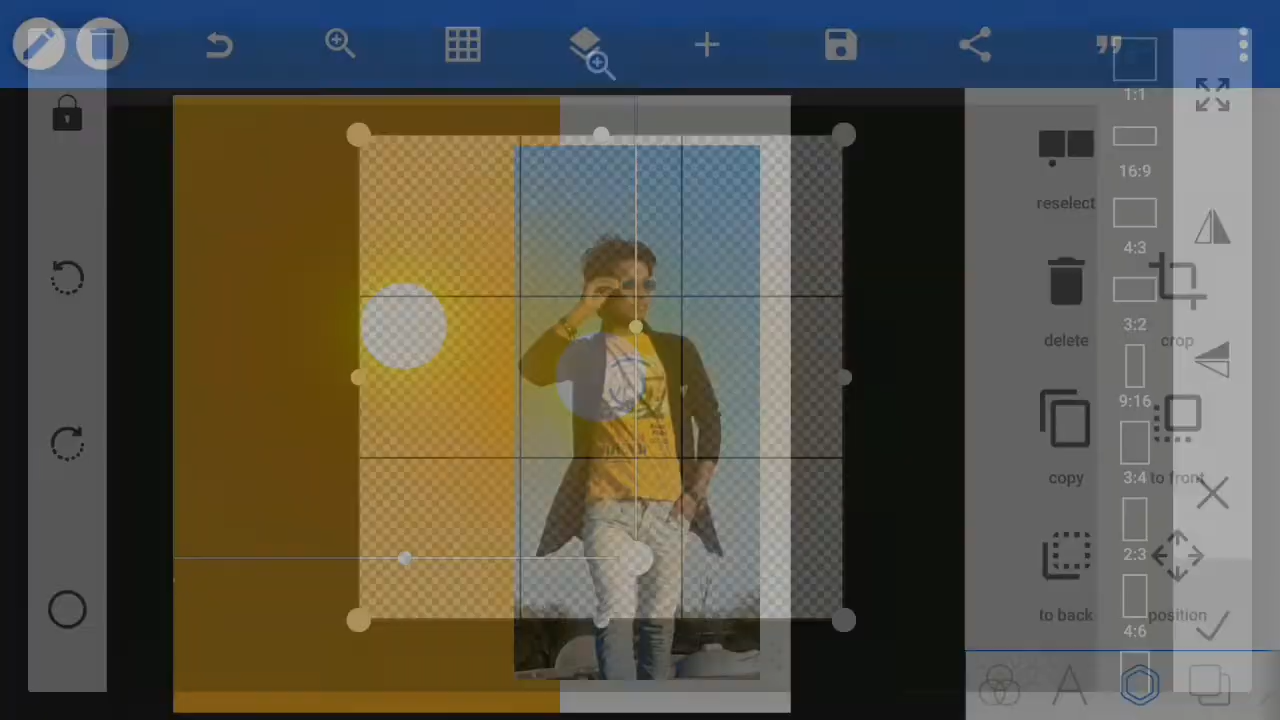 1:1
16:9
reselect
4:3
3:2
delete
crop
9:16
copy
3:4
to front
2:3
to back
position
4:6